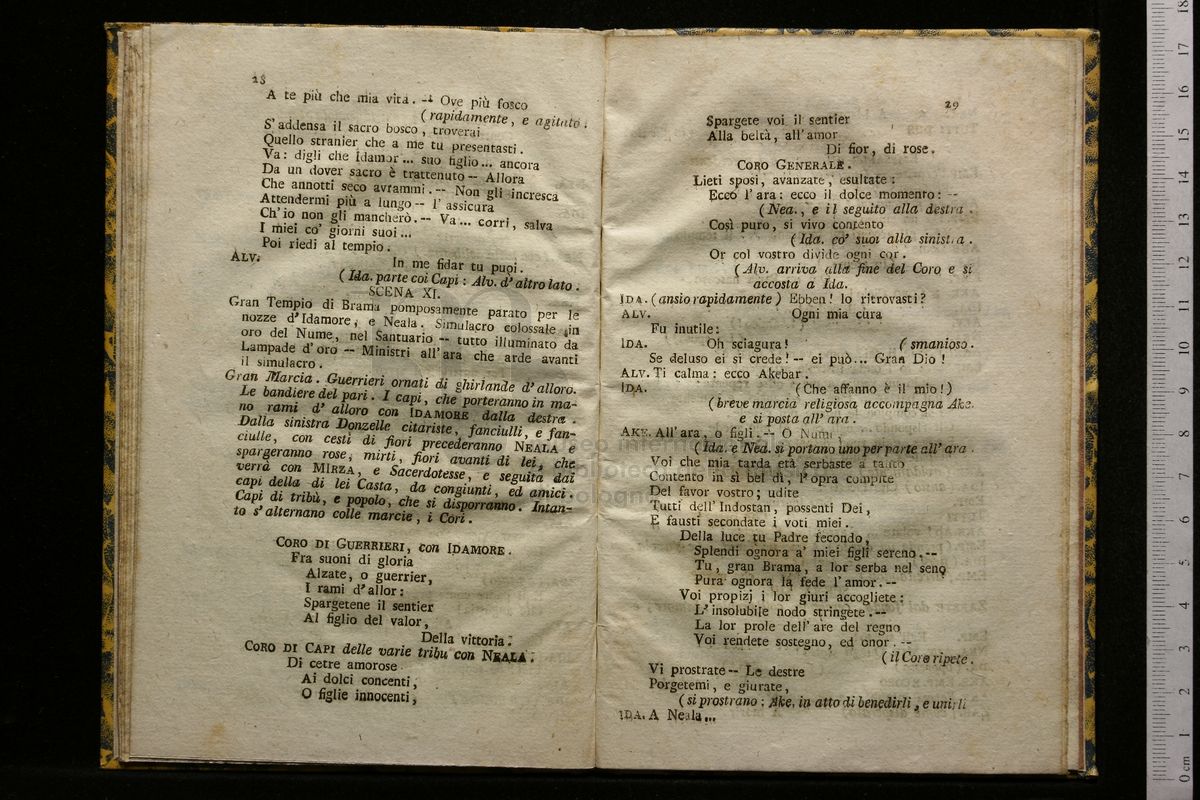 28
A te più che mia vita. -- Ove più fosco
(rapidamente, e agitato.
S'addensa il sacro bosco, troverai
Quello stranier che a me tu presentasti.
Va: digli che Idamor... suo figlio... ancora
Da un dover sacro è trattenuto -- Allora
Che annotti seco avrammi. -- Non gli incresca
Attendermi più a lungo -- l'assicura
Ch'io non gli mancherò. -- Va... corri, salva
I miei co' giorni suoi...
Poi riedi al tempio.
ALV. In me fidar tu puoi.
(Ida. parte coi Capi: Alv. d'altro lato.
SCENA XI.
Gran Tempio di Brama pomposamente parato per le
nozze d'Idamore, e Neala. Simulacro colossale in
oro del Nume, nel Santuario -- tutto illuminato da
Lampade d'oro -- Ministri all'ara che arde avanti
il simulacro.
Gran Marcia. Guerrieri ornati di ghirlande d'alloro.
Le bandiere del pari. I capi, che porteranno in ma-
no rami d'alloro con IDAMORE dalla destra.
Dalla sinistra Donzelle citariste, fanciulli, e fan-
ciulle, con cesti di fiori precederanno NEALA e
spargeranno rose, mirti, fiori avanti di lei, che
verrà con MIRZA, e Sacerdotesse, e seguita dai
capi della di lei Casta, da congiunti, ed amici.
Capi di tribù, e popolo, che si disporranno. Intan-
to s'alternano colle marcie, i Cori.
CORO DI GUERRIERI, con IDAMORE.
Fra suoni di gloria
Alzate, o guerrier,
I rami d'allor:
Spargetene il sentier
Al figlio del valor,
Della vittoria.
CORO DI CAPI delle varie tribu con NEALA.
Di cetre amorose
Ai dolci concenti,
O figlie innocenti,
29
Spargete voi il sentier
Alla beltà, all'amor
Di fior, di rose.
CORO GENERALE.
Lieti sposi, avanzate, esultate:
Ecco l'ara: ecco il dolce momento: --
(Nea., e il seguito alla destra.
Così puro, sì vivo contento
(Ida. co' suoi alla sinistra.
Or col vostro divide ogni cor.
(Alv. arriva alla fine del Coro e si
accosta a Ida.
IDA. (ansio rapidamente) Ebben! lo ritrovasti?
ALV. Ogni mia cura
Fu inutile:
IDA. Oh sciagura! (smanioso.
Se deluso ei si crede! -- ei può... Gran Dio!
ALV. Ti calma: ecco Akebar.
IDA. (Che affanno è il mio!)
(breve marcia religiosa accompagna Ake.
e si posta all'ara.
AKE. All'ara, o figli. -- O Numi,
(Ida. e Nea. si portano uno per parte all'ara.
Voi che mia tarda età serbaste a tanto
Contento in sì bel dì, l'opra compite
Del favor vostro; udite
Tutti dell'Indostan, possenti Dei,
E fausti secondate i voti miei.
Della luce tu Padre fecondo,
Splendi ognora a' miei figli sereno. --
Tu, gran Brama, a lor serba nel seno
Pura ognora la fede l'amor. --
Voi propizj i lor giuri accogliete:
L'insolubile nodo stringete. --
La lor prole dell'are del regno
Voi rendete sostegno, ed onor. --
(il Coro ripete.
Vi prostrate -- Le destre
Porgetemi, e giurate,
(si prostrano: Ake. in atto di benedirli, e unirli
IDA. A Neala...